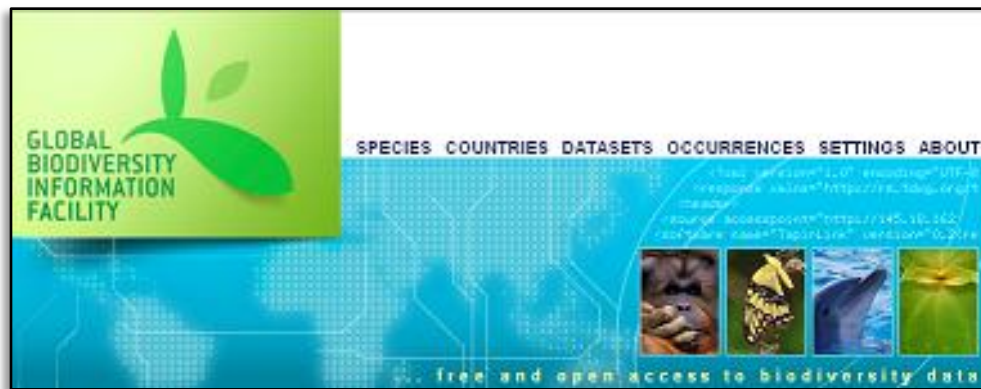 GLOBAL
BIODIVERSITY
INFORMATION
FACILITY
SPECIES COUNTRIES DATASETS OCCURRENCES SETTINGS ABOUT
... free and open access to biodiversity data